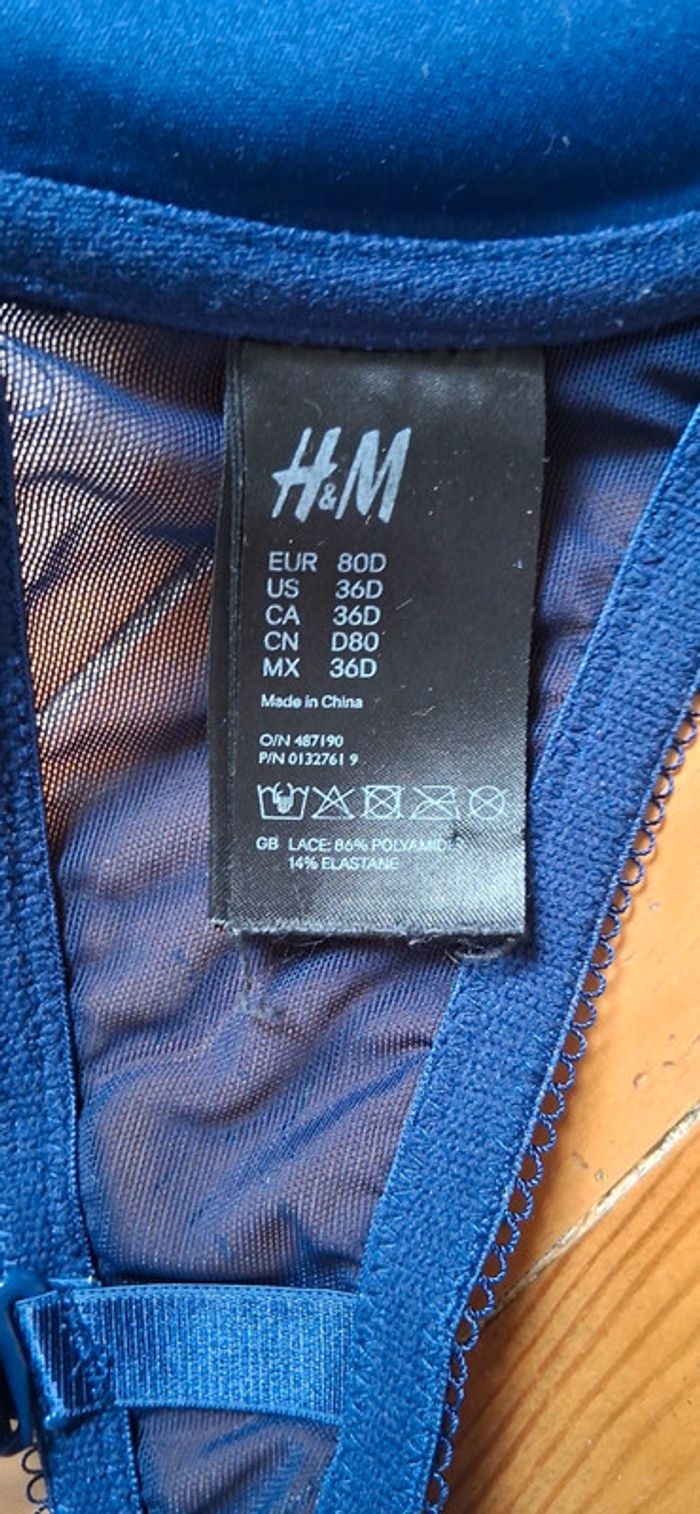 H&M
EUR 80D
US 36D
CA 36D
CN D80
MX 36D
Made in China
O/N 487190
P/N 0132761 9
GB LACE: 86% POLYAMIDE
14% ELASTANE